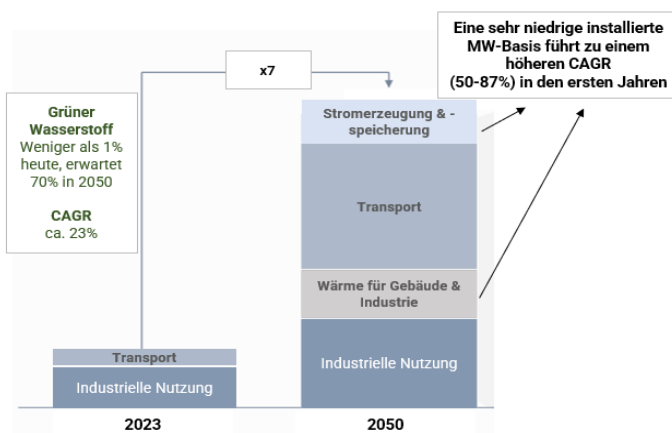 Eine sehr niedrige installierte
MW-Basis führt zu einem
höheren CAGR
(50-87%) in den ersten Jahren
x7
Grüner
Wasserstoff
Weniger als 1%
heute, erwartet
70% in 2050
CAGR
ca. 23%
Stromerzeugung & -
speicherung
Transport
Wärme für Gebäude &
Industrie
Industrielle Nutzung
Transport
Industrielle Nutzung
2023
2050